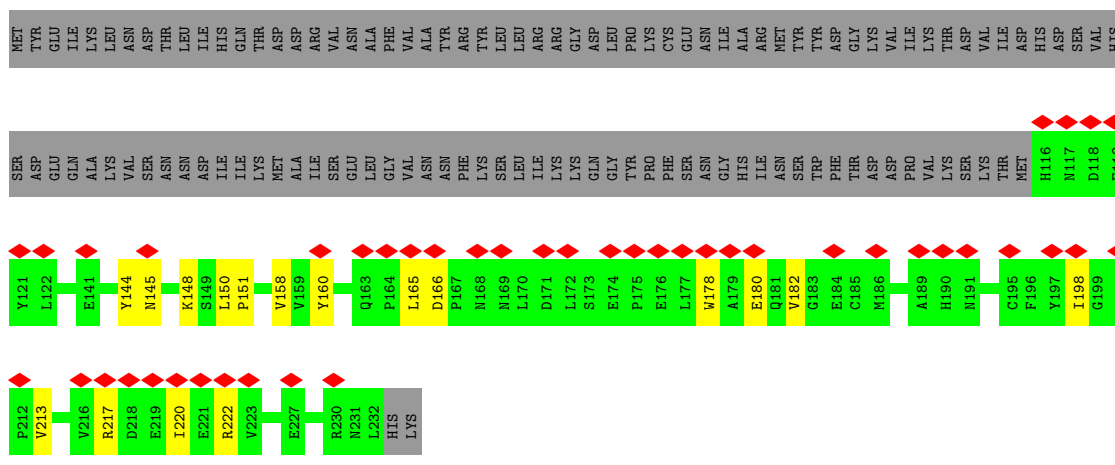 MET TYR GLU ILE LYS LEU ASN ASP THR LEU ILE HIS GLN THR ASP ASP ARG VAL ASN ALA PHE VAL ALA TYR ARG TYR LEU LEU ARG ARG GLY ASP LEU PRO LYS CYS GLU ASN ILE ALA ARG MET TYR TYR ASP GLY LYS VAL ILE LYS THR ASP VAL ILE ASP HIS ASP SER VAL HIS
SER ASP GLU GLN ALA LYS VAL SER ASN ASN ASP ILE ILE LYS MET ALA ILE SER GLU LEU GLY VAL ASN ASN PHE LYS SER LEU ILE LYS LYS GLN GLY TYR PRO PHE SER ASN GLY HIS ILE ASN SER TRP PHE THR ASP ASP PRO VAL LYS SER LYS THR MET H116 N117 D118
Y121 L122 E141 Y144 N145 K148 S149 L150 P151 V158 V159 Y160 Q163 P164 L165 D166 P167 N168 N169 L170 D171 L172 S173 E174 P175 E176 L177 W178 A179 E180 Q181 V182 G183 E184 C185 M186 A189 H190 N191 C195 F196 Y197 I198 G199
P212 V213 V216 R217 D218 E219 I220 E221 R222 V223 E227 R230 N231 L232 HIS LYS